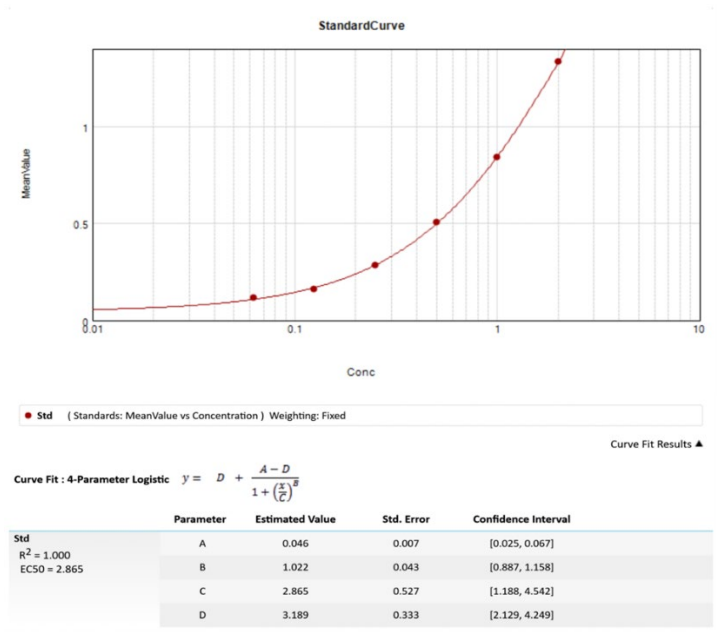 StandardCurve
MeanValue
1
0.5
0
0.01
0.1
1
10
Conc
Std ( Standards: MeanValue vs Concentration ) Weighting: Fixed
Curve Fit Results ▲
Curve Fit : 4-Parameter Logistic y = D + (A − D) / (1 + (x/C)^B)
Parameter Estimated Value Std. Error Confidence Interval
Std
R² = 1.000
EC50 = 2.865
A 0.046 0.007 [0.025, 0.067]
B 1.022 0.043 [0.887, 1.158]
C 2.865 0.527 [1.188, 4.542]
D 3.189 0.333 [2.129, 4.249]